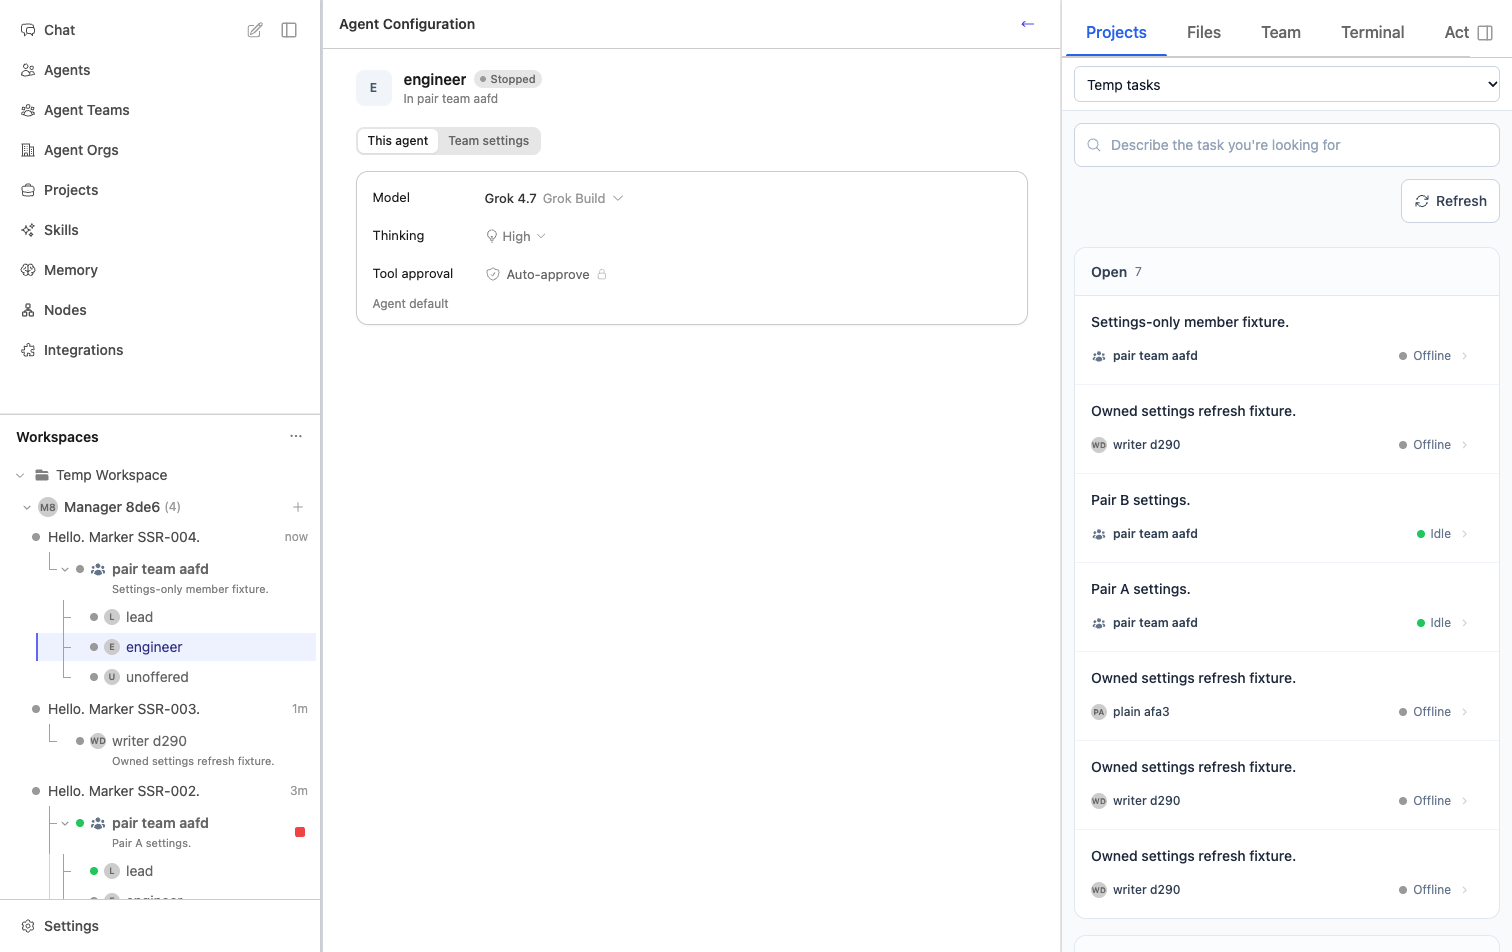 Chat
Agents
Agent Teams
Agent Orgs
Projects
Skills
Memory
Nodes
Integrations
Workspaces
Temp Workspace
M8 Manager 8de6 (4)
Hello. Marker SSR-004. now
pair team aafd
Settings-only member fixture.
L lead
E engineer
U unoffered
Hello. Marker SSR-003. 1m
WD writer d290
Owned settings refresh fixture.
Hello. Marker SSR-002. 3m
pair team aafd
Pair A settings.
L lead
Settings
Agent Configuration
E engineer Stopped
In pair team aafd
This agent Team settings
Model Grok 4.7 Grok Build
Thinking High
Tool approval Auto-approve
Agent default
Projects Files Team Terminal Act
Temp tasks
Describe the task you're looking for
Refresh
Open 7
Settings-only member fixture.
pair team aafd Offline
Owned settings refresh fixture.
WD writer d290 Offline
Pair B settings.
pair team aafd Idle
Pair A settings.
pair team aafd Idle
Owned settings refresh fixture.
PA plain afa3 Offline
Owned settings refresh fixture.
WD writer d290 Offline
Owned settings refresh fixture.
WD writer d290 Offline